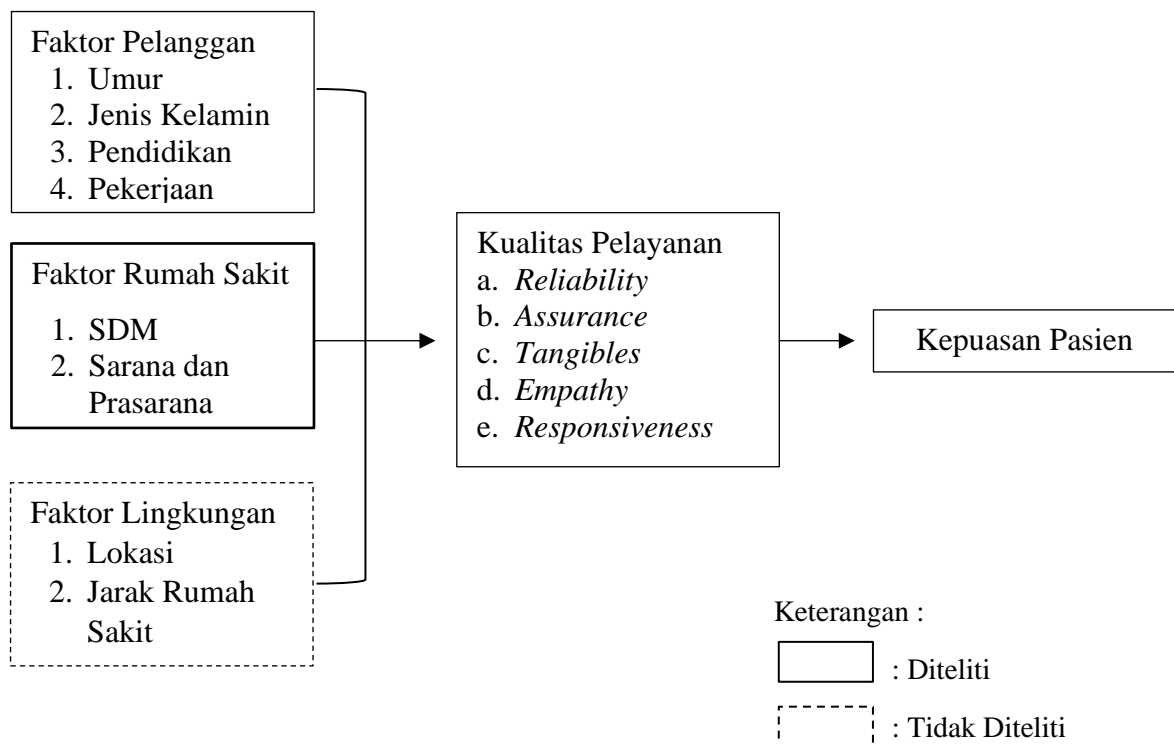 Faktor Pelanggan
1. Umur
2. Jenis Kelamin
3. Pendidikan
4. Pekerjaan
Faktor Rumah Sakit
1. SDM
2. Sarana dan
Prasarana
Faktor Lingkungan
1. Lokasi
2. Jarak Rumah
Sakit
Kualitas Pelayanan
a. Reliability
b. Assurance
c. Tangibles
d. Empathy
e. Responsiveness
Kepuasan Pasien
Keterangan :
: Diteliti
: Tidak Diteliti